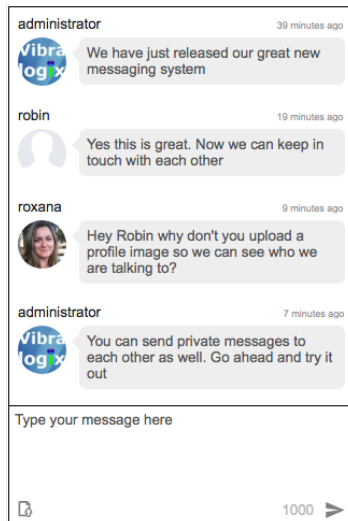 administrator
39 minutes ago
Vibra
logix
We have just released our great new
messaging system
robin
19 minutes ago
Yes this is great. Now we can keep in
touch with each other
roxana
9 minutes ago
Hey Robin why don't you upload a
profile image so we can see who we
are talking to?
administrator
7 minutes ago
Vibra
logix
You can send private messages to
each other as well. Go ahead and try it
out
Type your message here
1000